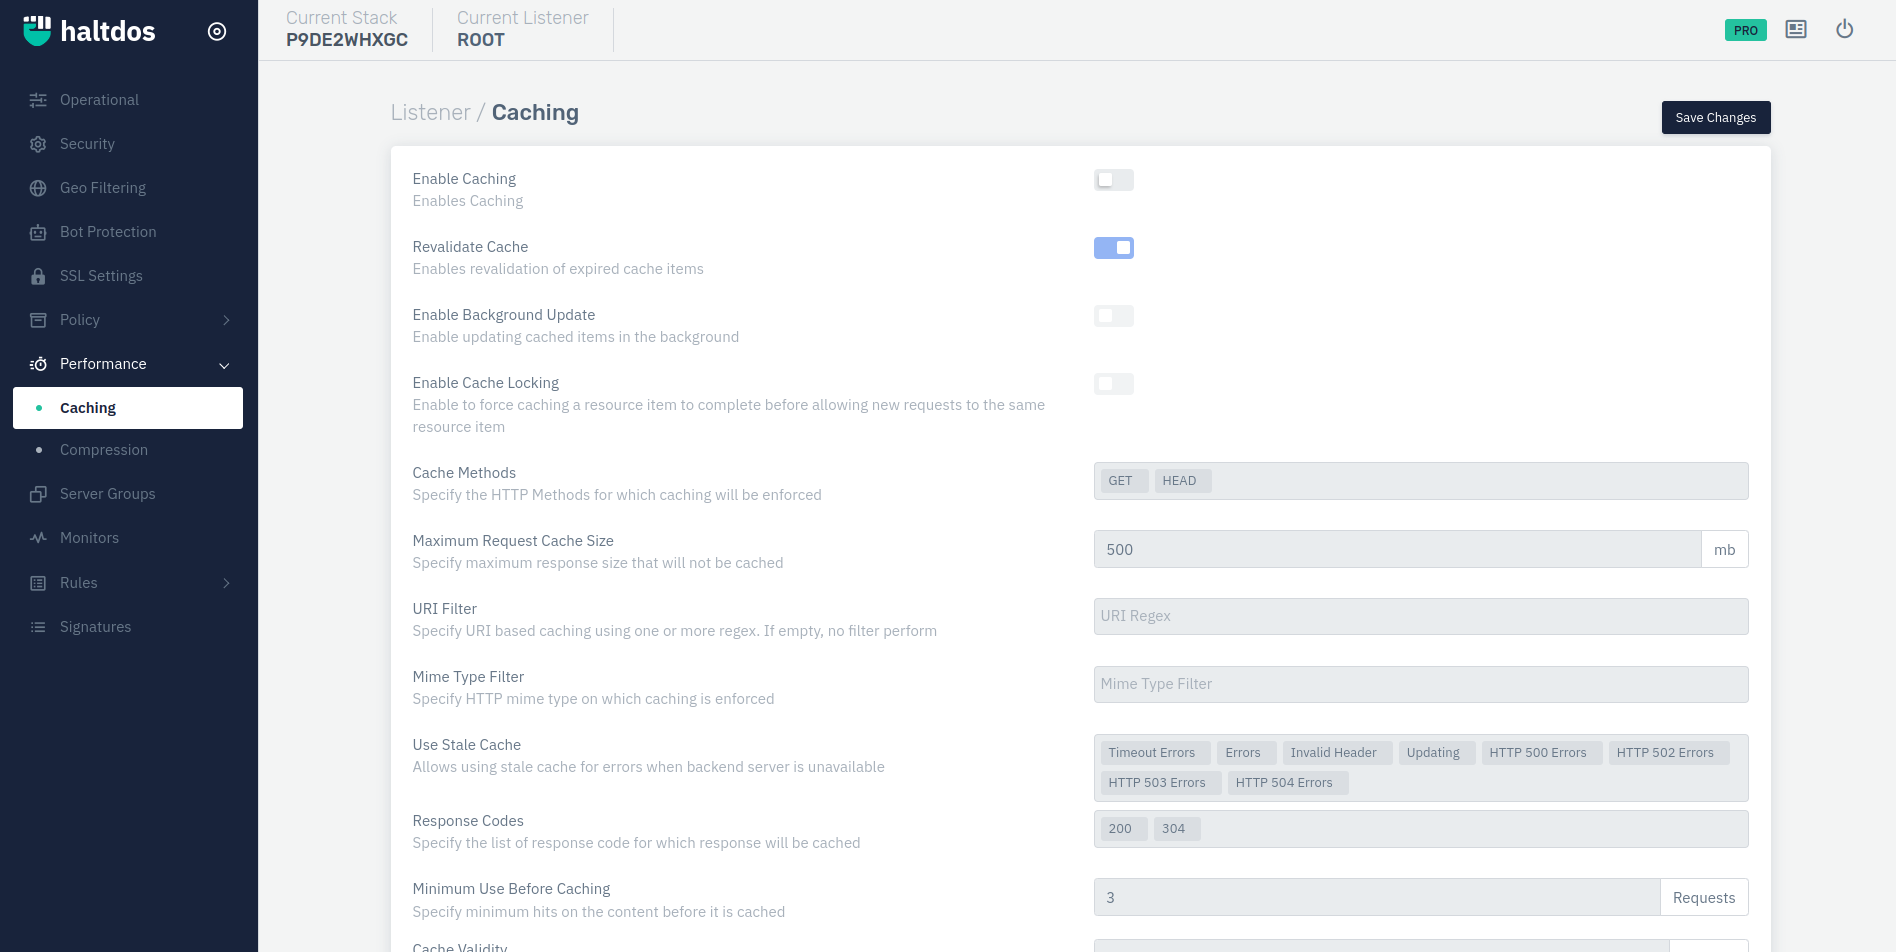 haltdos
Current Stack
P9DE2WHXGC
Current Listener
ROOT
PRO
Operational
Security
Geo Filtering
Bot Protection
SSL Settings
Policy
Performance
Caching
Compression
Server Groups
Monitors
Rules
Signatures
Listener / Caching
Save Changes
Enable Caching
Enables Caching
Revalidate Cache
Enables revalidation of expired cache items
Enable Background Update
Enable updating cached items in the background
Enable Cache Locking
Enable to force caching a resource item to complete before allowing new requests to the same
resource item
Cache Methods
Specify the HTTP Methods for which caching will be enforced
GET HEAD
Maximum Request Cache Size
Specify maximum response size that will not be cached
500 mb
URI Filter
Specify URI based caching using one or more regex. If empty, no filter perform
URI Regex
Mime Type Filter
Specify HTTP mime type on which caching is enforced
Mime Type Filter
Use Stale Cache
Allows using stale cache for errors when backend server is unavailable
Timeout Errors Errors Invalid Header Updating HTTP 500 Errors HTTP 502 Errors
HTTP 503 Errors HTTP 504 Errors
Response Codes
Specify the list of response code for which response will be cached
200 304
Minimum Use Before Caching
Specify minimum hits on the content before it is cached
3 Requests
Cache Validity